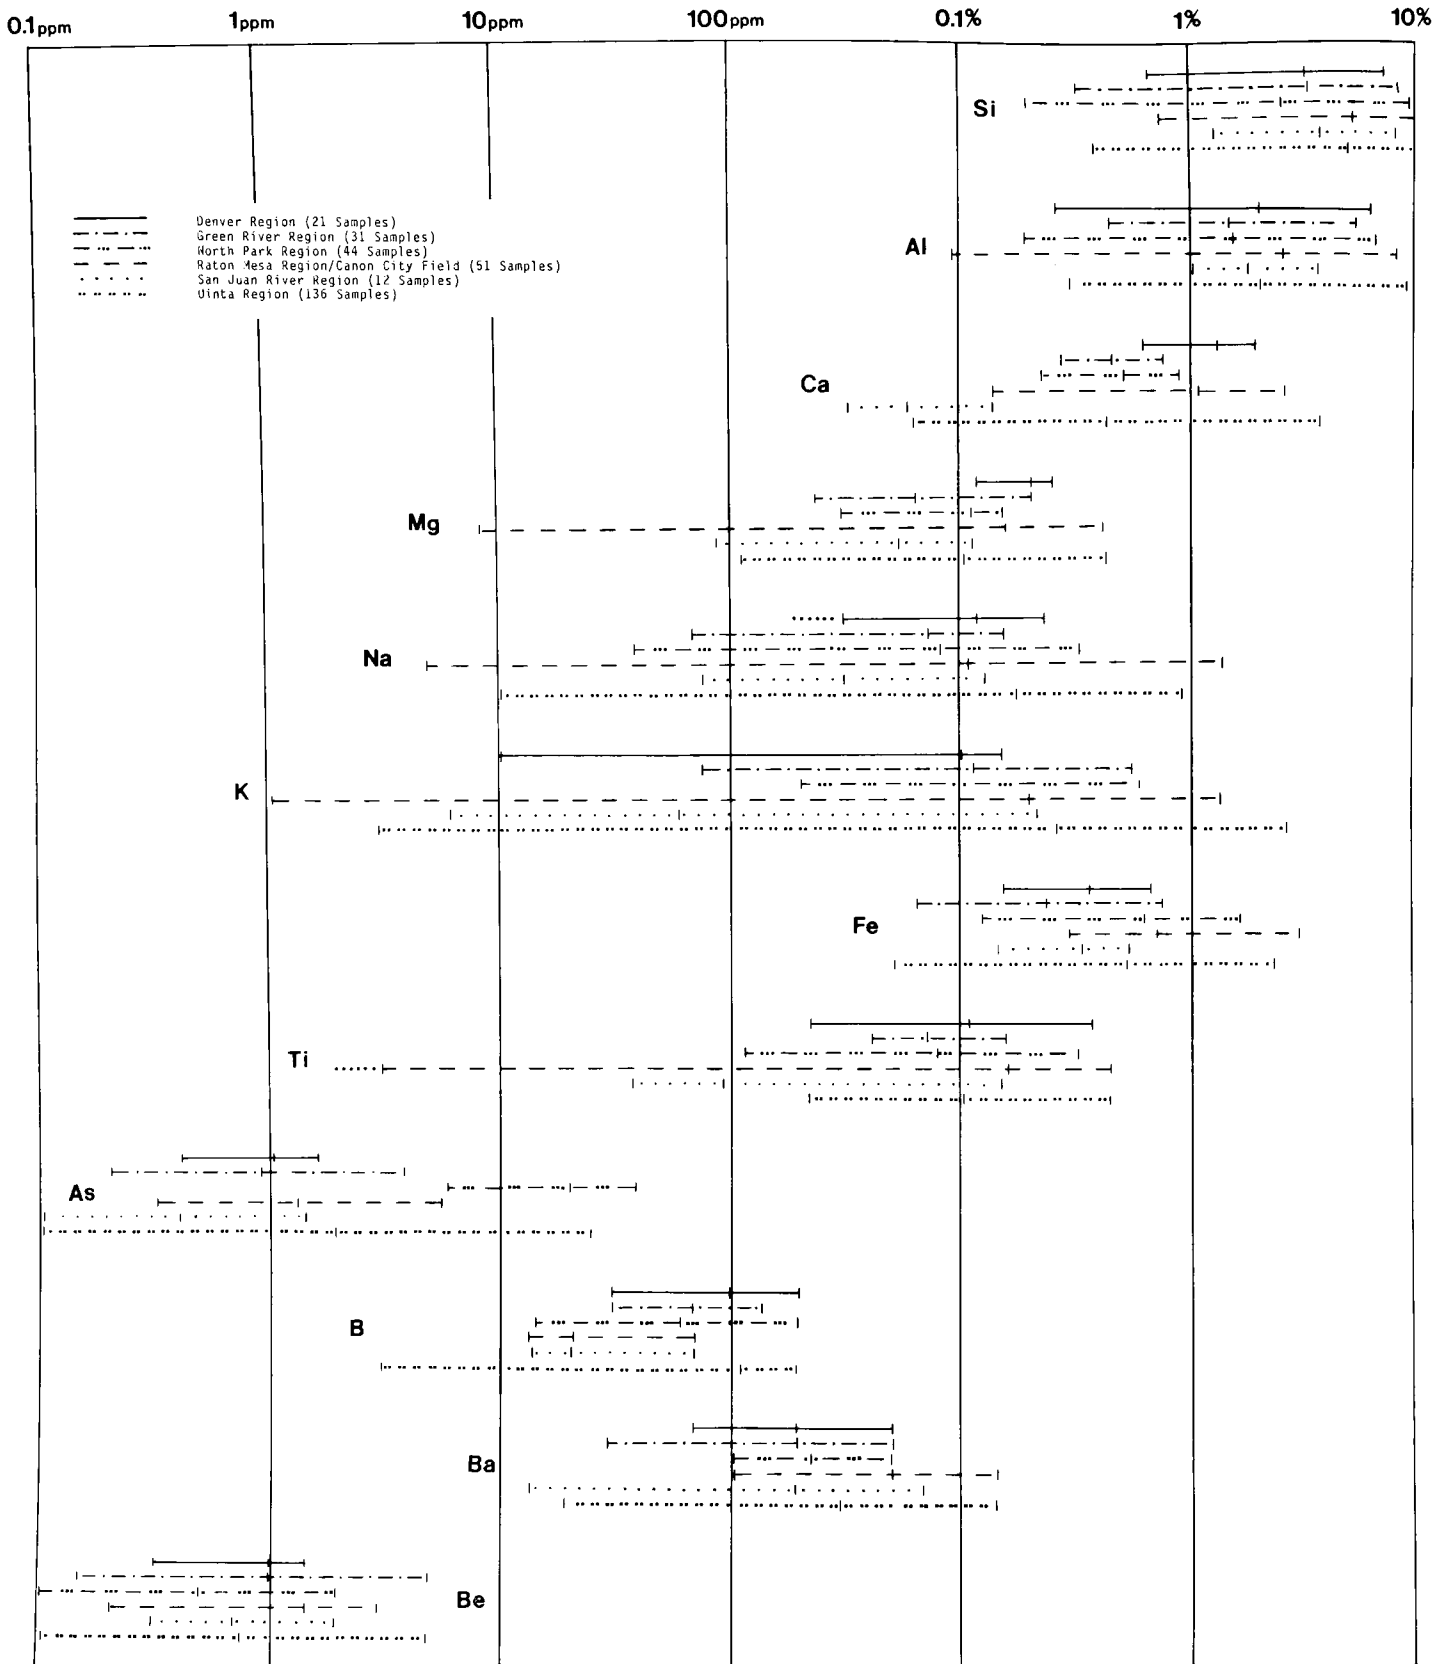 0.1ppm 1ppm 10ppm 100ppm 0.1% 1% 10%
Si
Denver Region (21 Samples)
Green River Region (31 Samples)
North Park Region (44 Samples)
Raton Mesa Region/Canon City Field (51 Samples)
San Juan River Region (12 Samples)
Uinta Region (136 Samples)
Al
Ca
Mg
Na
K
Fe
Ti
As
B
Ba
Be